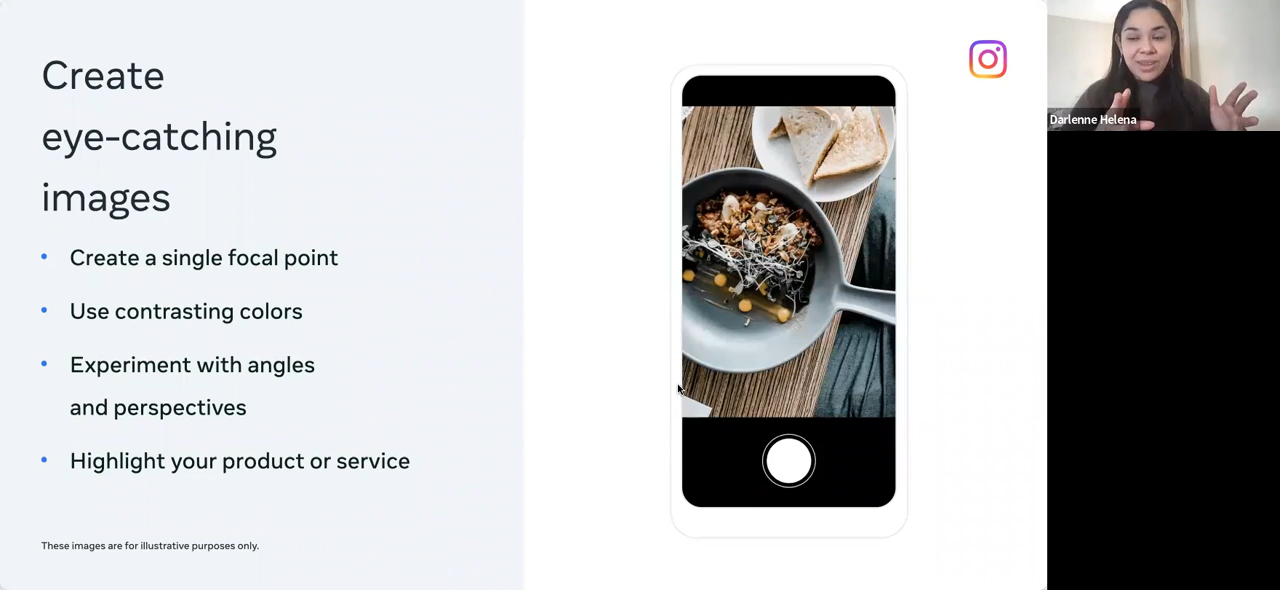 Create
eye-catching
images
• Create a single focal point
• Use contrasting colors
• Experiment with angles
and perspectives
• Highlight your product or service
These images are for illustrative purposes only.
Darlenne Helena